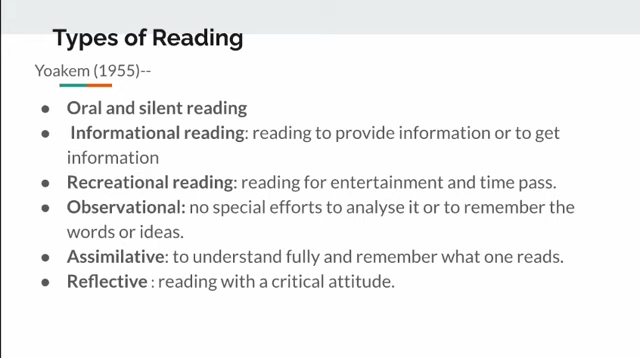 Types of Reading
Yoakem (1955)--
● Oral and silent reading
● Informational reading: reading to provide information or to get
information
● Recreational reading: reading for entertainment and time pass.
● Observational: no special efforts to analyse it or to remember the
words or ideas.
● Assimilative: to understand fully and remember what one reads.
● Reflective : reading with a critical attitude.